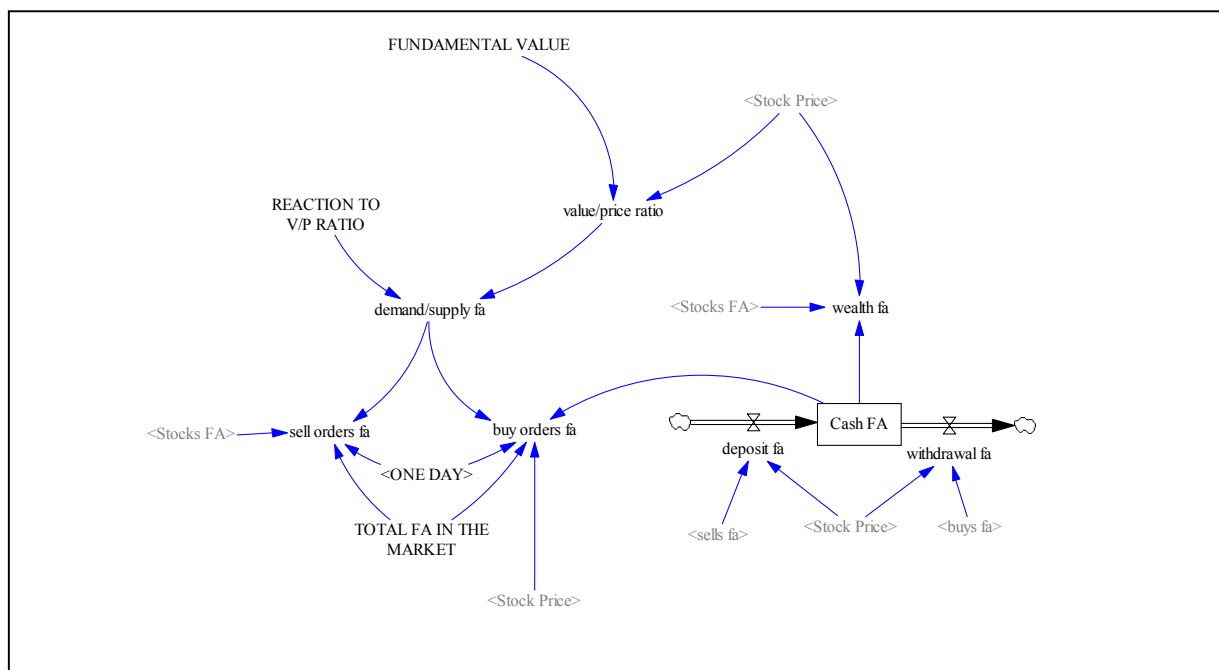 FUNDAMENTAL VALUE
<Stock Price>
REACTION TO
V/P RATIO
value/price ratio
demand/supply fa
<Stocks FA>
wealth fa
<Stocks FA>
sell orders fa
buy orders fa
Cash FA
deposit fa
withdrawal fa
<ONE DAY>
TOTAL FA IN THE
MARKET
<sells fa>
<Stock Price>
<buys fa>
<Stock Price>